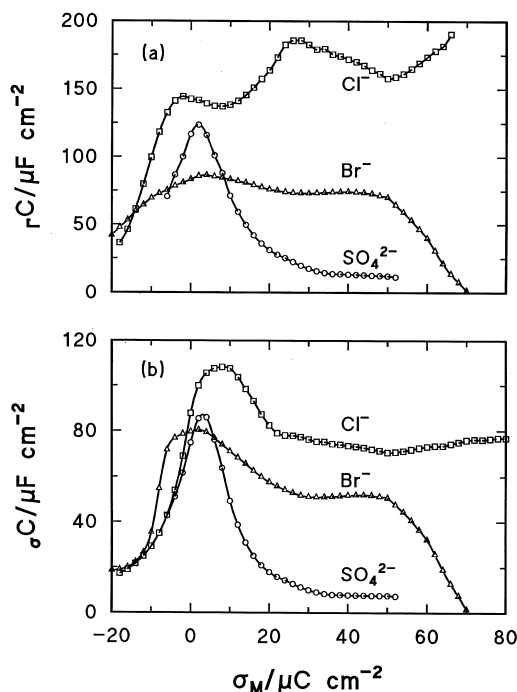 200
(a)
Cl⁻
150
ΓC/μF cm⁻²
100
Br⁻
50
SO₄²⁻
0
120
(b)
80
Cl⁻
σC/μF cm⁻²
Br⁻
40
SO₄²⁻
0
−20 0 20 40 60 80
σM/μC cm⁻²